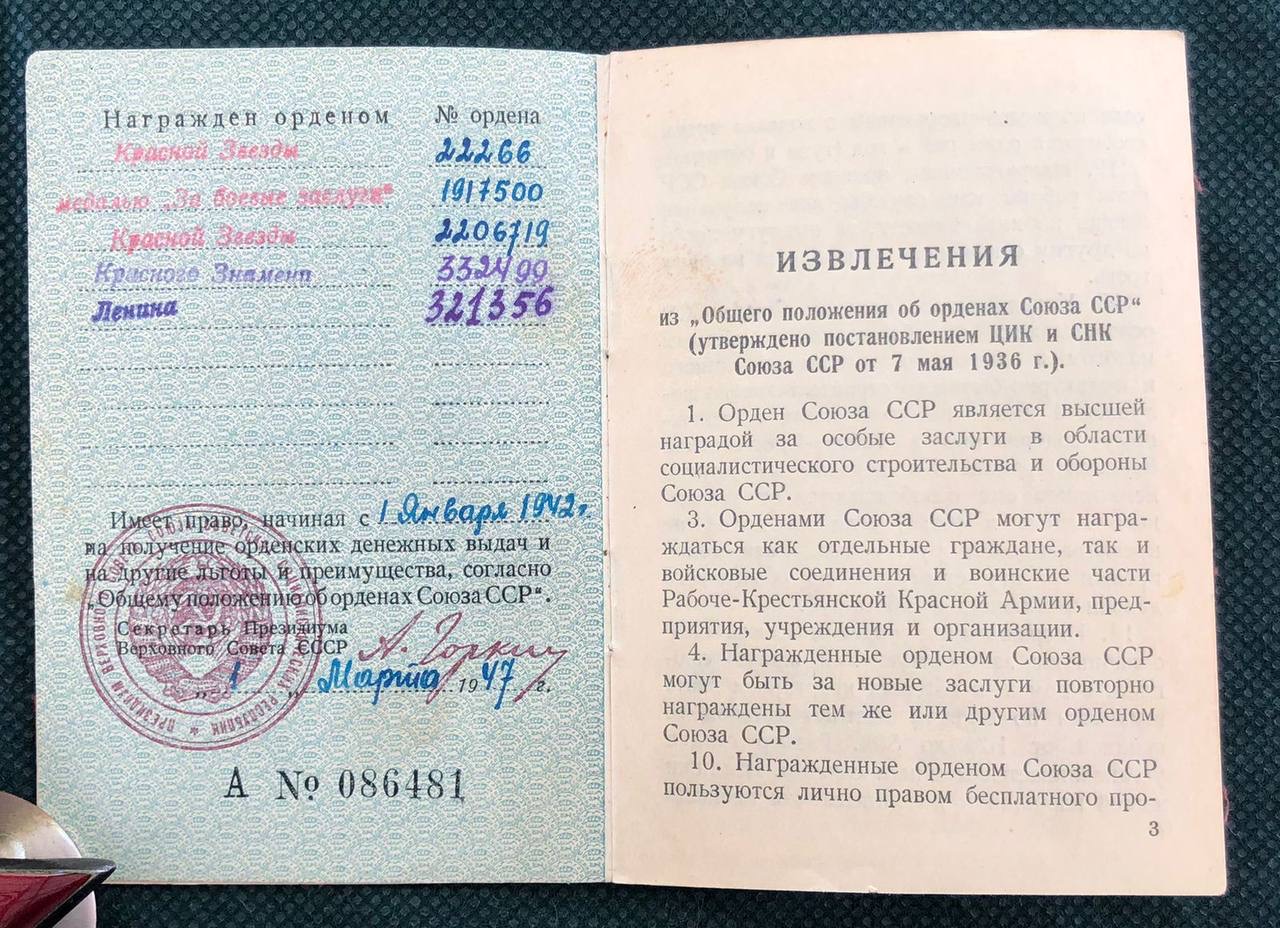 Награжден орденом № ордена
Красной Звезды 22266
медалью „За боевые заслуги“ 1917500
Красной Звезды 2206719
Красного Знамени 332499
Ленина 321356
Имеет право, начиная с 1 Января 1942 г.
на получение орденских денежных выдач и
на другие льготы и преимущества, согласно
„Общему положению об орденах Союза ССР“.
Секретарь Президиума
Верховного Совета СССР А. Горкин
„ 1 „ Марта 1947 г.
А № 086481
ИЗВЛЕЧЕНИЯ
из „Общего положения об орденах Союза ССР“
(утверждено постановлением ЦИК и СНК
Союза ССР от 7 мая 1936 г.).
1. Орден Союза ССР является высшей
наградой за особые заслуги в области
социалистического строительства и обороны
Союза ССР.
3. Орденами Союза ССР могут награ-
ждаться как отдельные граждане, так и
войсковые соединения и воинские части
Рабоче-Крестьянской Красной Армии, пред-
приятия, учреждения и организации.
4. Награжденные орденом Союза ССР
могут быть за новые заслуги повторно
награждены тем же или другим орденом
Союза ССР.
10. Награжденные орденом Союза ССР
пользуются лично правом бесплатного про-
3